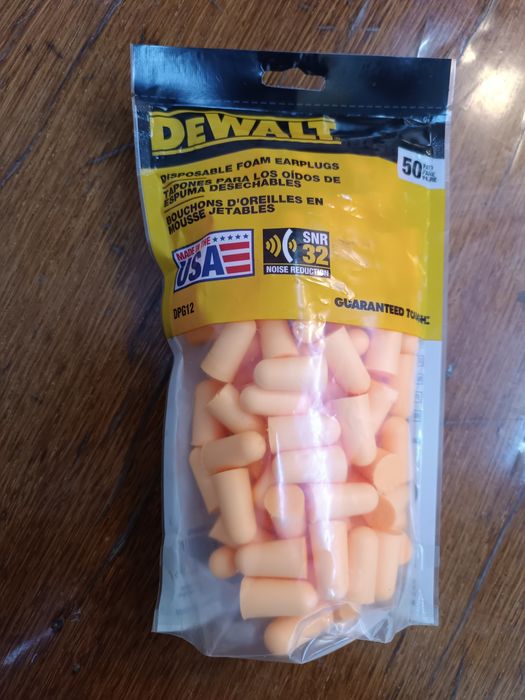 DEWALT
DISPOSABLE FOAM EARPLUGS
TAPONES PARA LOS OÍDOS DE
ESPUMA DESECHABLES
BOUCHONS D'OREILLES EN
MOUSSE JETABLES
50
MADE IN THE
USA
SNR
32
NOISE REDUCTION
DPG12
GUARANTEED